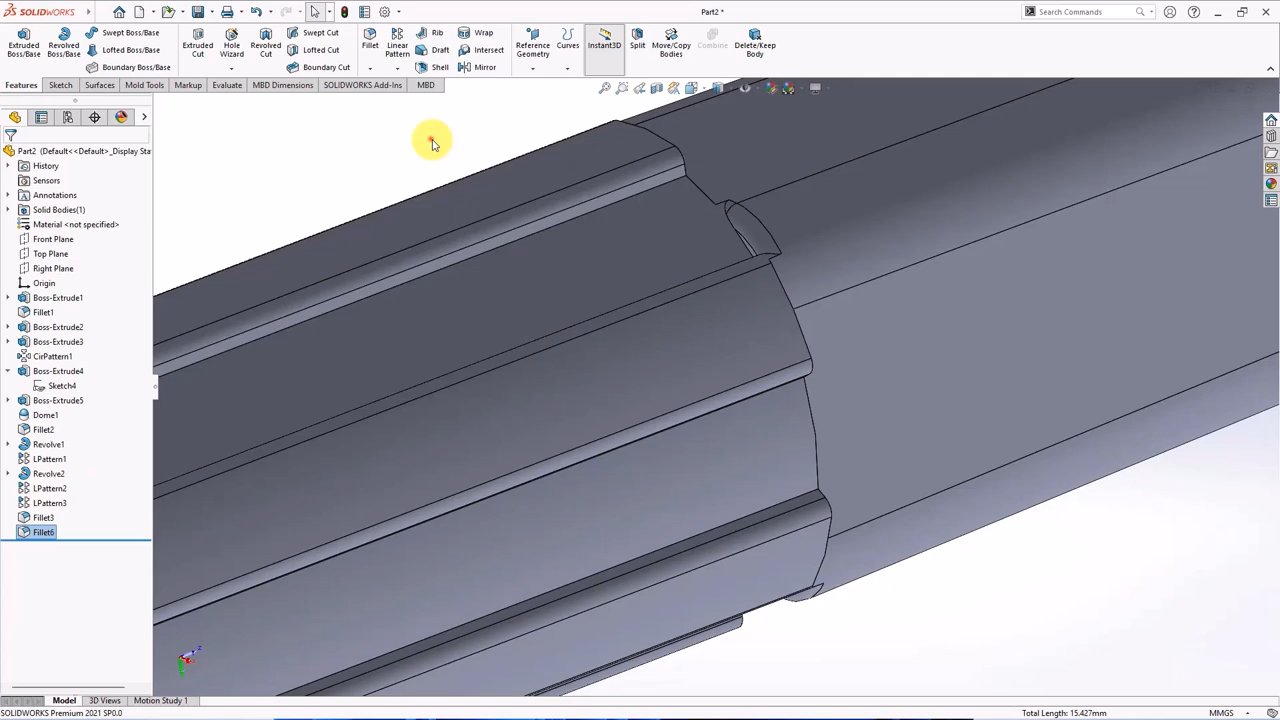 SOLIDWORKS
Part2 *
Search Commands
Extruded Boss/Base
Revolved Boss/Base
Swept Boss/Base
Lofted Boss/Base
Boundary Boss/Base
Extruded Cut
Hole Wizard
Revolved Cut
Swept Cut
Lofted Cut
Boundary Cut
Fillet
Linear Pattern
Rib
Draft
Shell
Wrap
Intersect
Mirror
Reference Geometry
Curves
Instant3D
Split
Move/Copy Bodies
Combine
Delete/Keep Body
Features
Sketch
Surfaces
Mold Tools
Markup
Evaluate
MBD Dimensions
SOLIDWORKS Add-Ins
MBD
Part2 (Default<<Default>_Display Sta
History
Sensors
Annotations
Solid Bodies(1)
Material <not specified>
Front Plane
Top Plane
Right Plane
Origin
Boss-Extrude1
Fillet1
Boss-Extrude2
Boss-Extrude3
CirPattern1
Boss-Extrude4
Sketch4
Boss-Extrude5
Dome1
Fillet2
Revolve1
LPattern1
Revolve2
LPattern2
LPattern3
Fillet3
Fillet6
Model
3D Views
Motion Study 1
SOLIDWORKS Premium 2021 SP0.0
Total Length: 15.427mm
MMGS